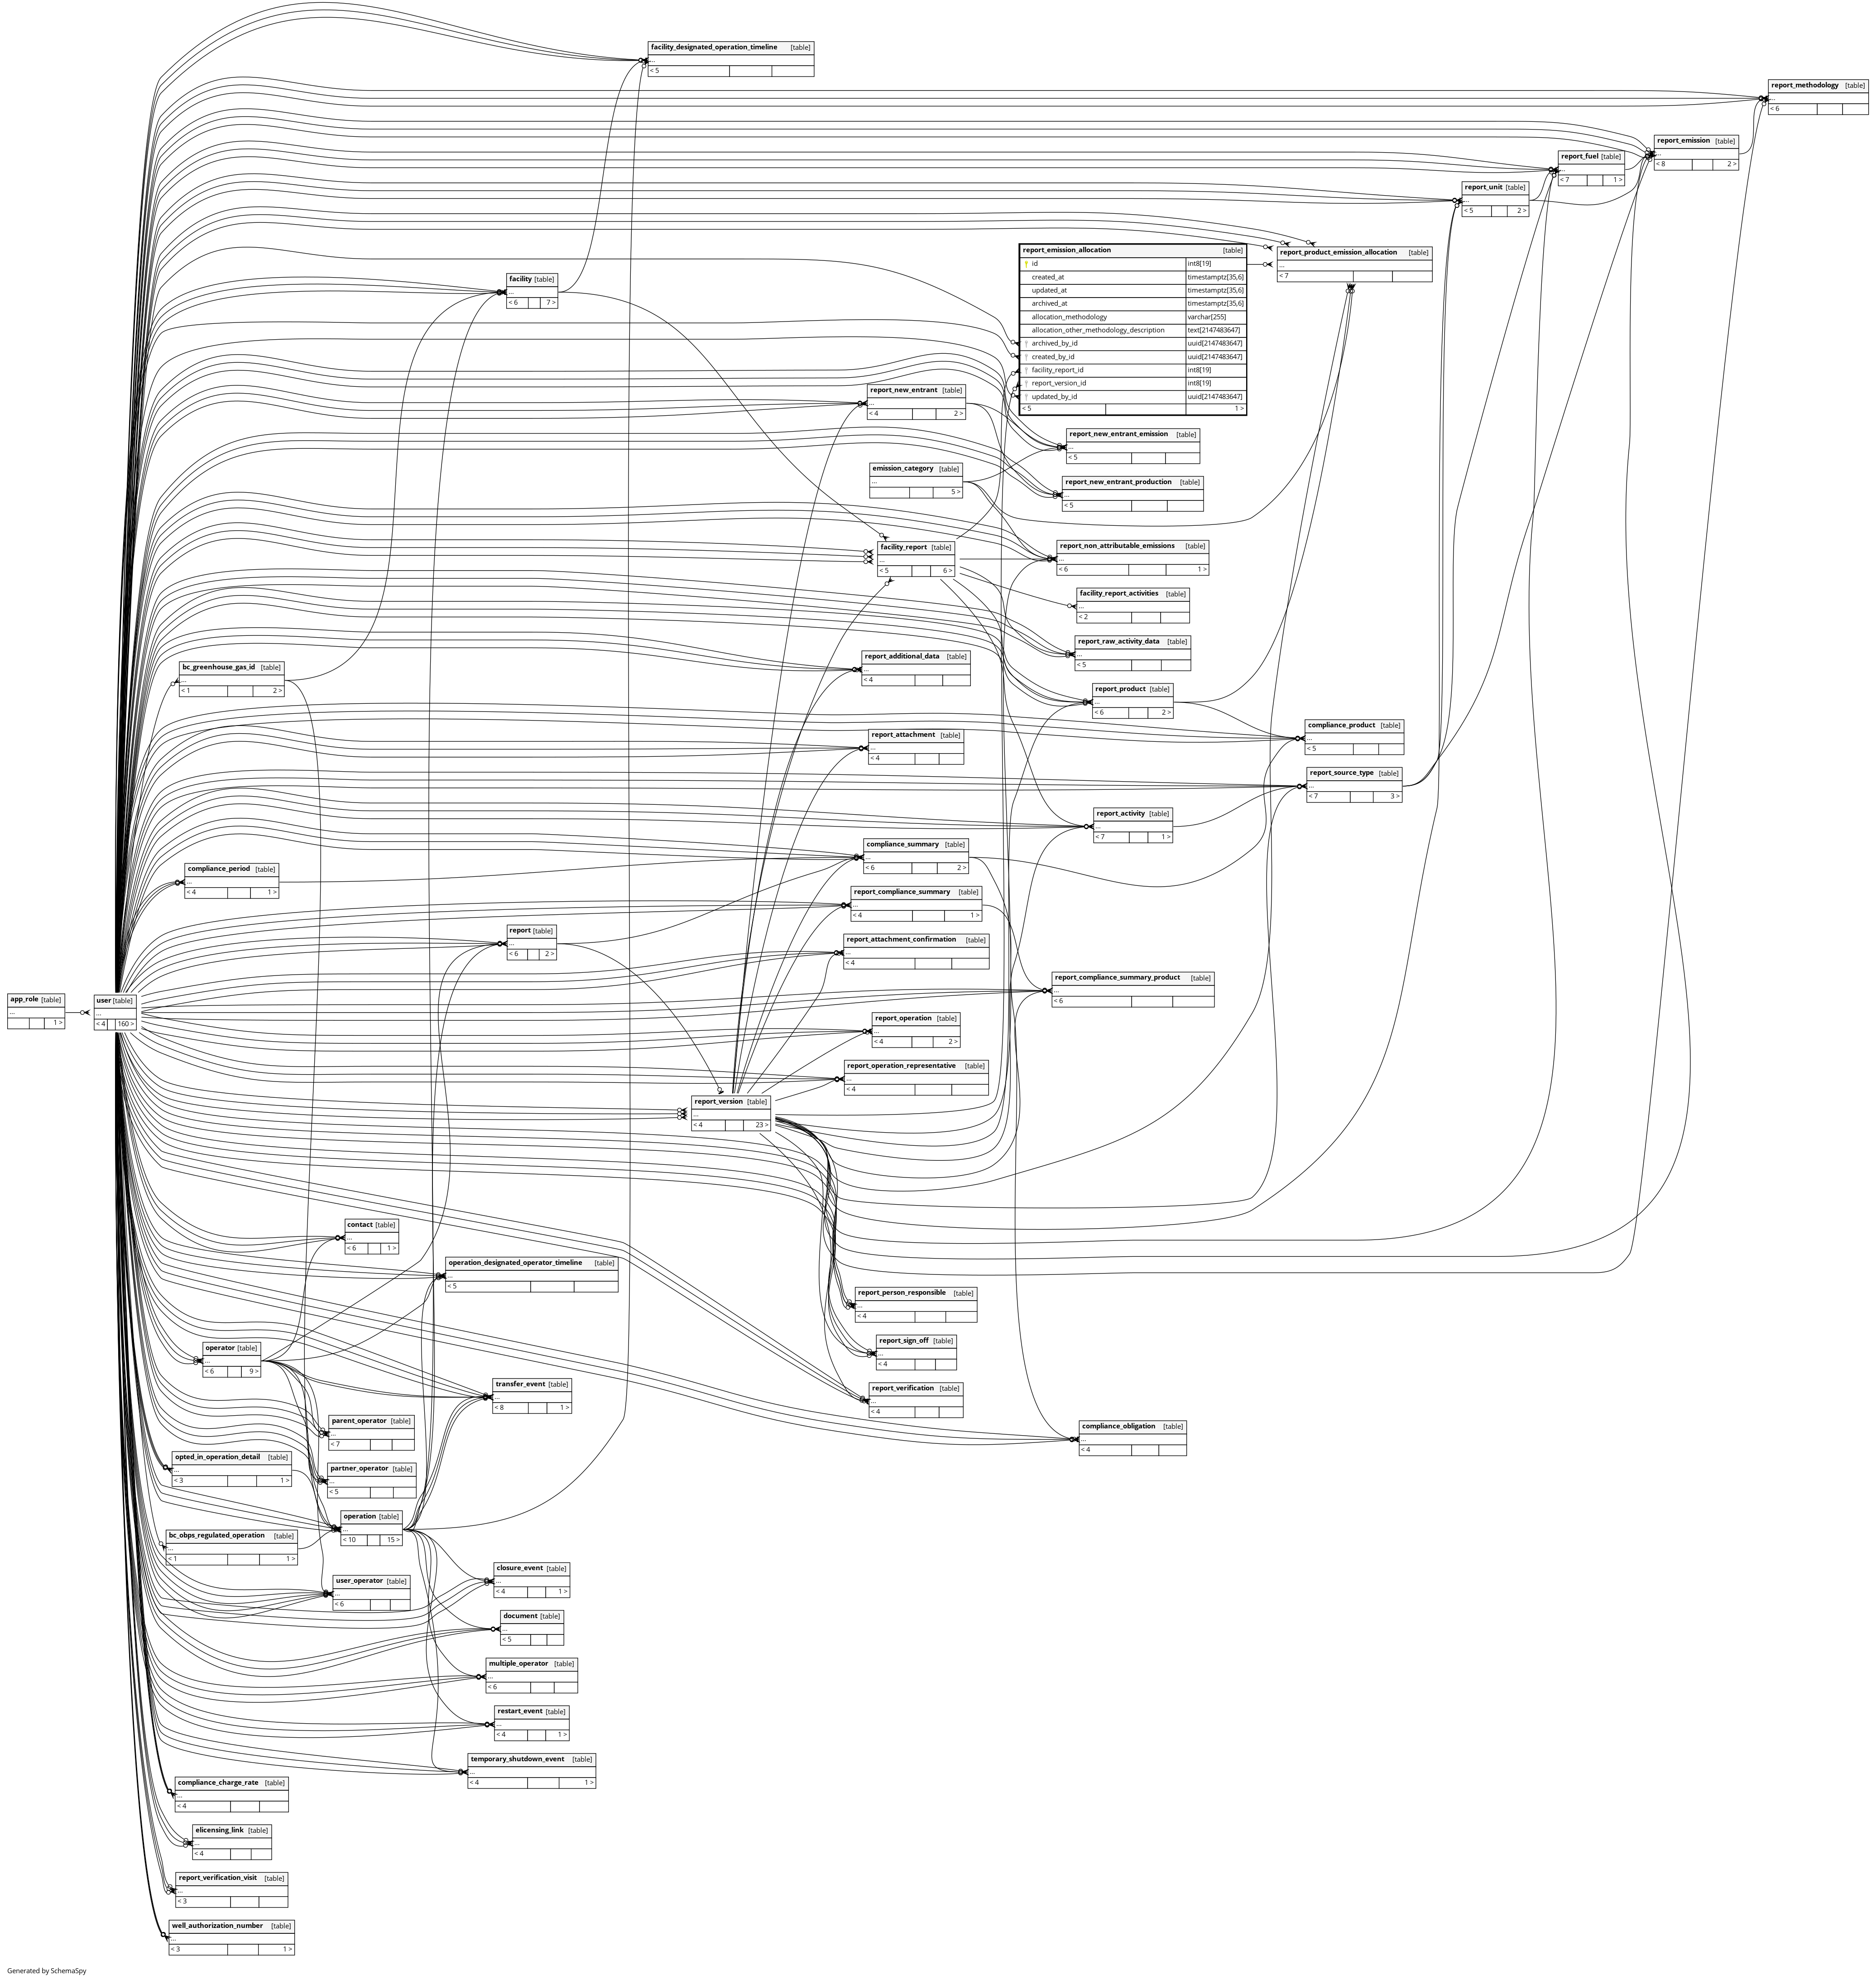 facility_designated_operation_timeline [table]
...
< 5
report_methodology [table]
...
< 6
report_emission [table]
...
< 8 2 >
report_fuel [table]
...
< 7 1 >
report_unit [table]
...
< 5 2 >
report_emission_allocation [table]
id int8[19]
created_at timestamptz[35,6]
updated_at timestamptz[35,6]
archived_at timestamptz[35,6]
allocation_methodology varchar[255]
allocation_other_methodology_description text[2147483647]
archived_by_id uuid[2147483647]
created_by_id uuid[2147483647]
facility_report_id int8[19]
report_version_id int8[19]
updated_by_id uuid[2147483647]
< 5 1 >
report_product_emission_allocation [table]
...
< 7
facility [table]
...
< 6 7 >
report_new_entrant [table]
...
< 4 2 >
report_new_entrant_emission [table]
...
< 5
emission_category [table]
...
5 >
report_new_entrant_production [table]
...
< 5
facility_report [table]
...
< 5 6 >
report_non_attributable_emissions [table]
...
< 6 1 >
facility_report_activities [table]
...
< 2
report_raw_activity_data [table]
...
< 5
bc_greenhouse_gas_id [table]
...
< 1 2 >
report_additional_data [table]
...
< 4
report_product [table]
...
< 6 2 >
compliance_product [table]
...
< 5
report_attachment [table]
...
< 4
report_source_type [table]
...
< 7 3 >
report_activity [table]
...
< 7 1 >
compliance_summary [table]
...
< 6 2 >
compliance_period [table]
...
< 4 1 >
report_compliance_summary [table]
...
< 4 1 >
report [table]
...
< 6 2 >
report_attachment_confirmation [table]
...
< 4
report_compliance_summary_product [table]
...
< 6
app_role [table]
...
1 >
user [table]
...
< 4 160 >
report_operation [table]
...
< 4 2 >
report_operation_representative [table]
...
< 4
report_version [table]
...
< 4 23 >
contact [table]
...
< 6 1 >
operation_designated_operator_timeline [table]
...
< 5
report_person_responsible [table]
...
< 4
report_sign_off [table]
...
< 4
operator [table]
...
< 6 9 >
transfer_event [table]
...
< 8 1 >
report_verification [table]
...
< 4
parent_operator [table]
...
< 7
compliance_obligation [table]
...
< 4
opted_in_operation_detail [table]
...
< 3 1 >
partner_operator [table]
...
< 5
operation [table]
...
< 10 15 >
bc_obps_regulated_operation [table]
...
< 1 1 >
closure_event [table]
...
< 4 1 >
user_operator [table]
...
< 6
document [table]
...
< 5
multiple_operator [table]
...
< 6
restart_event [table]
...
< 4 1 >
temporary_shutdown_event [table]
...
< 4 1 >
compliance_charge_rate [table]
...
< 4
elicensing_link [table]
...
< 4
report_verification_visit [table]
...
< 3
well_authorization_number [table]
...
< 3 1 >
Generated by SchemaSpy